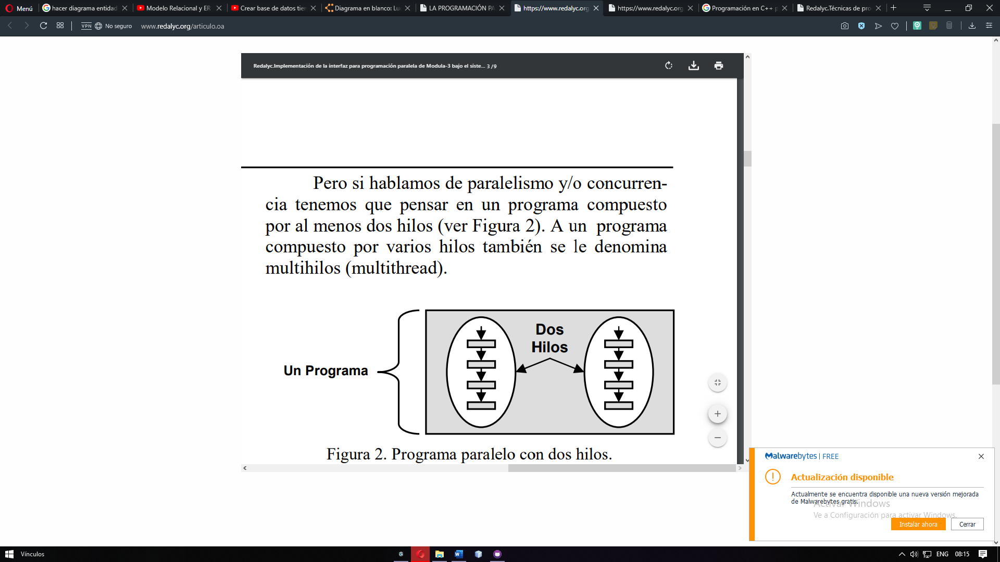 Menú
hacer diagrama entidad
Modelo Relacional y ER
Crear base de datos tien
Diagrama en blanco: Lu
LA PROGRAMACIÓN PA
https://www.redalyc.org
https://www.redalyc.org
Programación en C++ p
Redalyc.Técnicas de pro
VPN
No seguro
www.redalyc.org/articulo.oa
Redalyc.Implementación de la interfaz para programación paralela de Modula-3 bajo el siste... 3 /9
Pero si hablamos de paralelismo y/o concurren-
cia tenemos que pensar en un programa compuesto
por al menos dos hilos (ver Figura 2). A un programa
compuesto por varios hilos también se le denomina
multihilos (multithread).
Dos
Hilos
Un Programa
Figura 2. Programa paralelo con dos hilos.
Malwarebytes | FREE
Actualización disponible
Actualmente se encuentra disponible una nueva versión mejorada
de Malwarebytes gratis.
Activar Windows
Ve a Configuración para activar Windows.
Instalar ahora
Cerrar
Vínculos
ENG
08:15